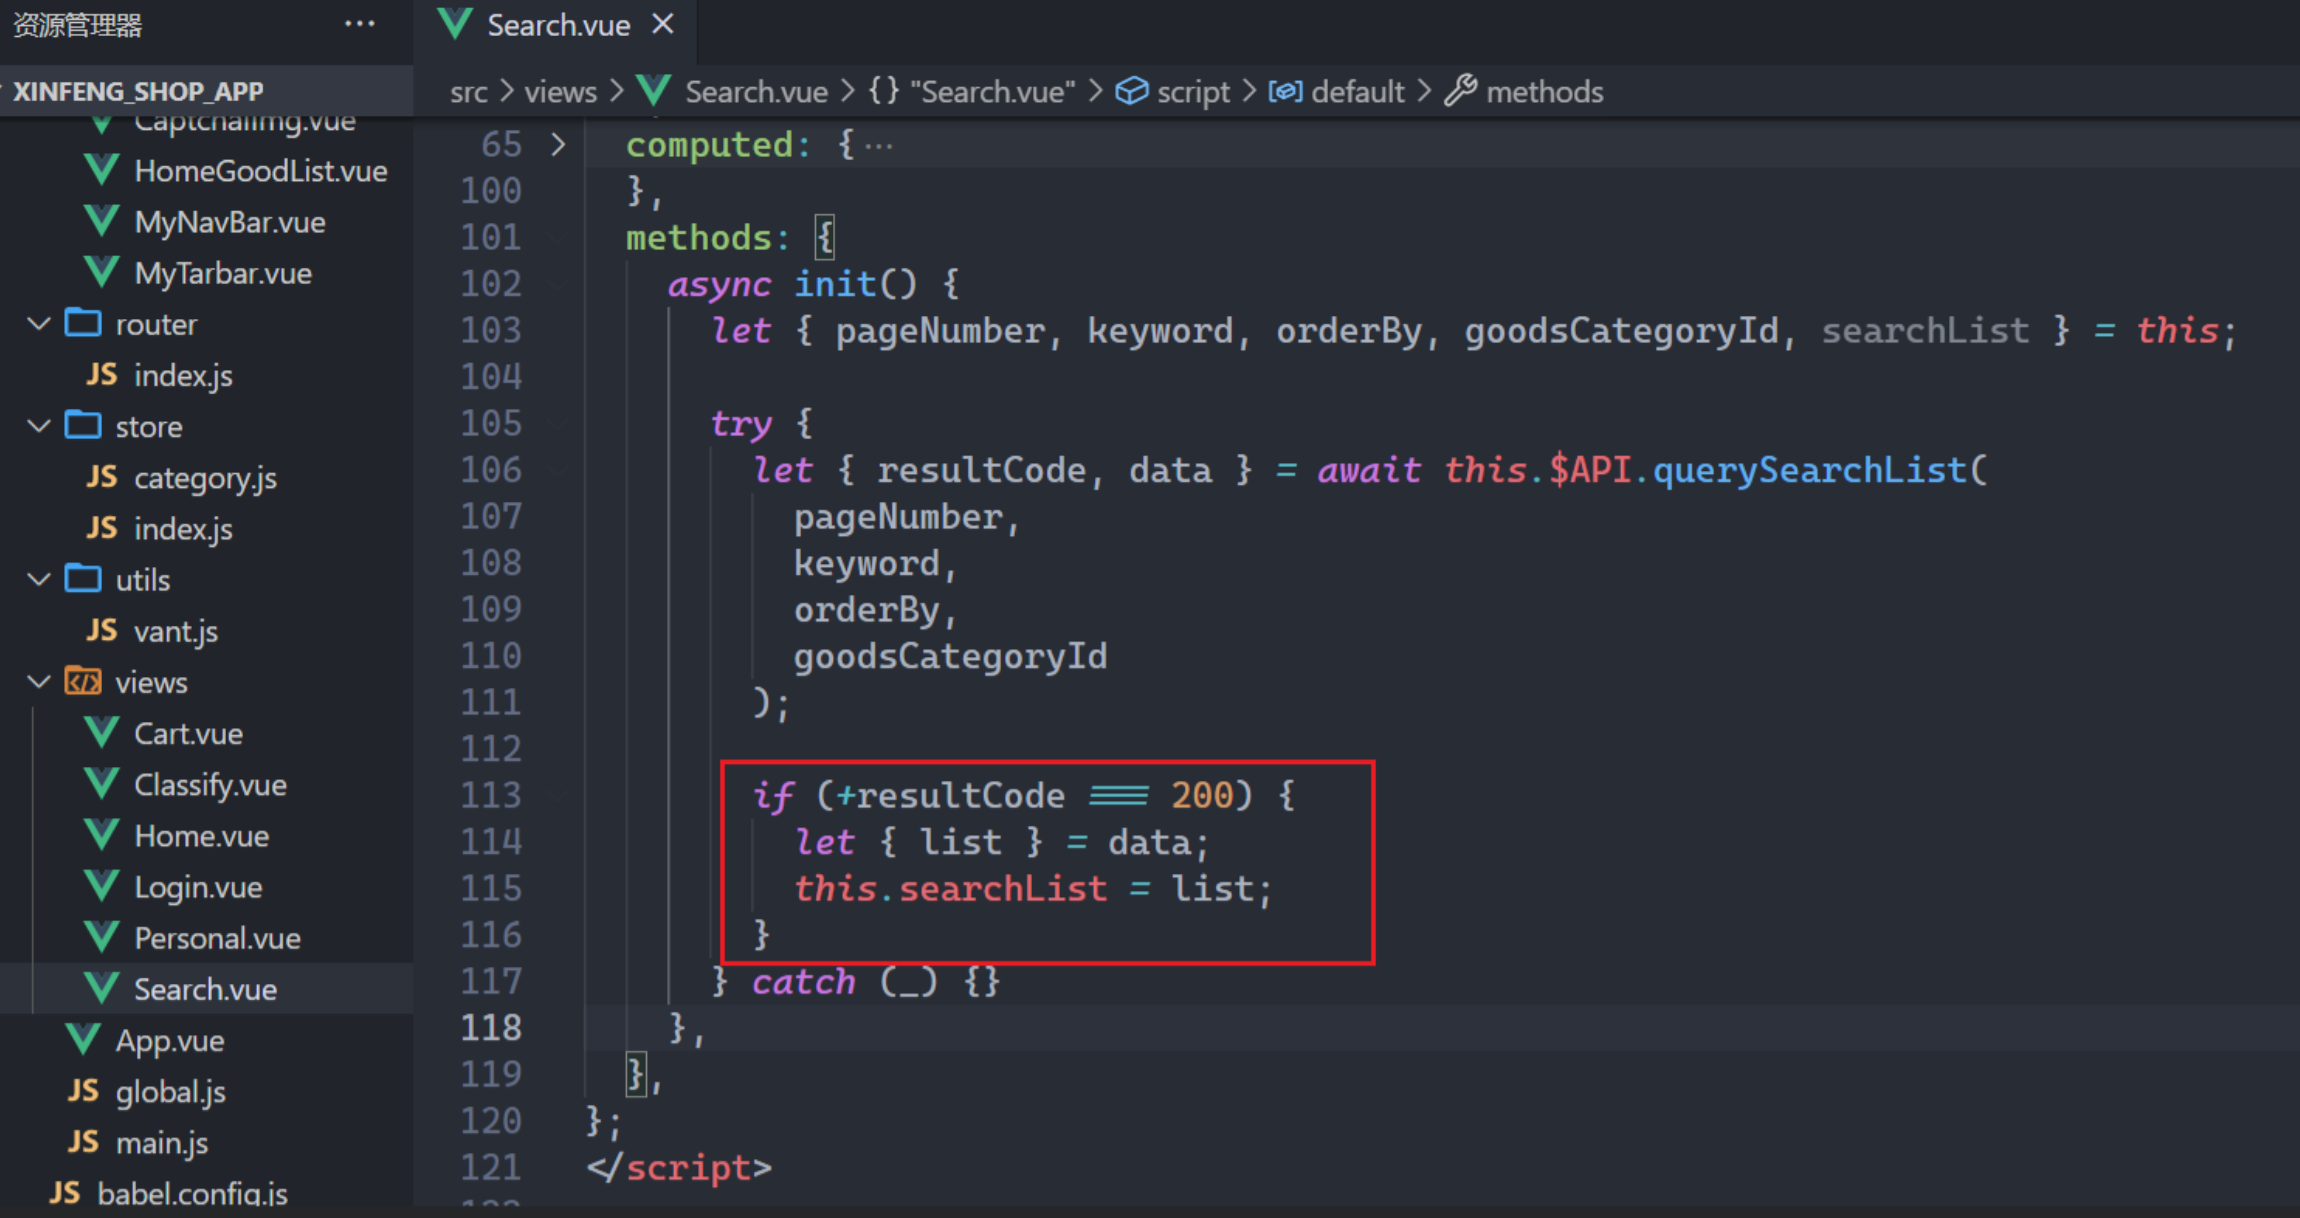 资源管理器 ···
Search.vue ×
XINFENG_SHOP_APP
src > views > Search.vue > {} "Search.vue" > script > default > methods
CaptchaIImg.vue
HomeGoodList.vue
MyNavBar.vue
MyTarbar.vue
router
JS index.js
store
JS category.js
JS index.js
utils
JS vant.js
views
Cart.vue
Classify.vue
Home.vue
Login.vue
Personal.vue
Search.vue
App.vue
JS global.js
JS main.js
JS babel.config.js
65 > computed: { ···
100 },
101 methods: {
102 async init() {
103 let { pageNumber, keyword, orderBy, goodsCategoryId, searchList } = this;
104
105 try {
106 let { resultCode, data } = await this.$API.querySearchList(
107 pageNumber,
108 keyword,
109 orderBy,
110 goodsCategoryId
111 );
112
113 if (+resultCode === 200) {
114 let { list } = data;
115 this.searchList = list;
116 }
117 } catch (_) {}
118 },
119 },
120 };
121 </script>